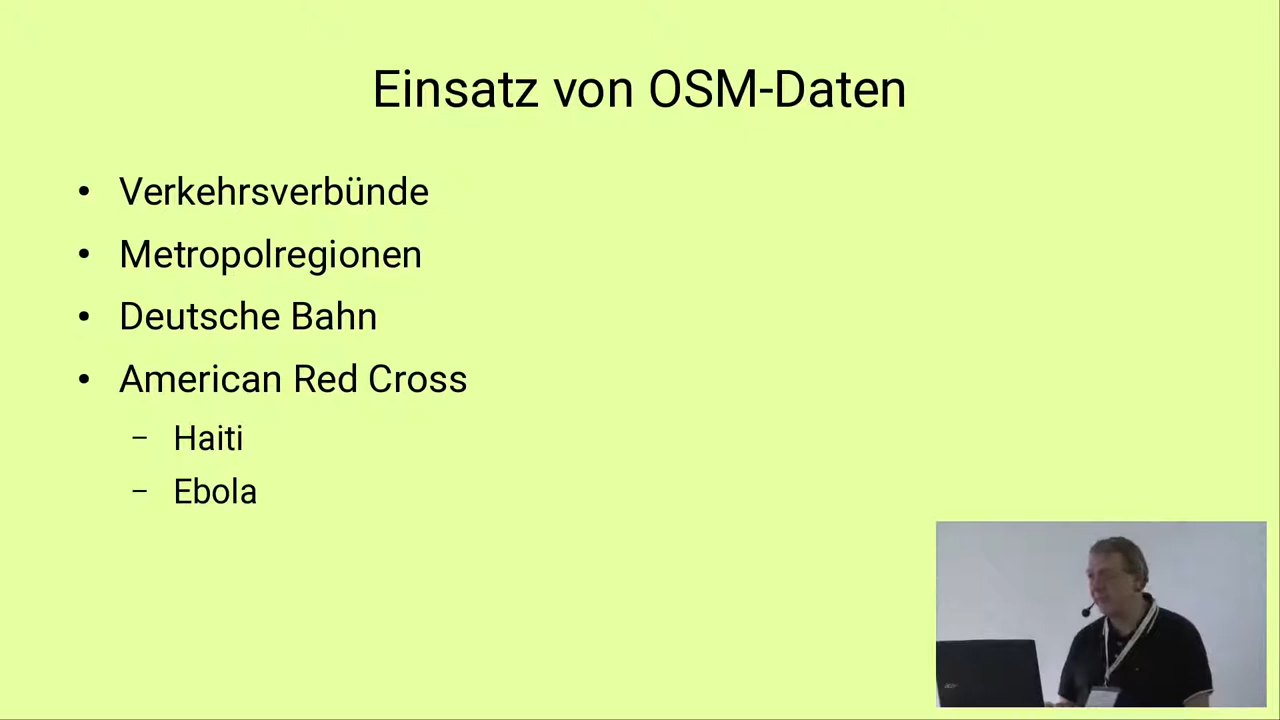 Einsatz von OSM-Daten
• Verkehrsverbünde
• Metropolregionen
• Deutsche Bahn
• American Red Cross
– Haiti
– Ebola